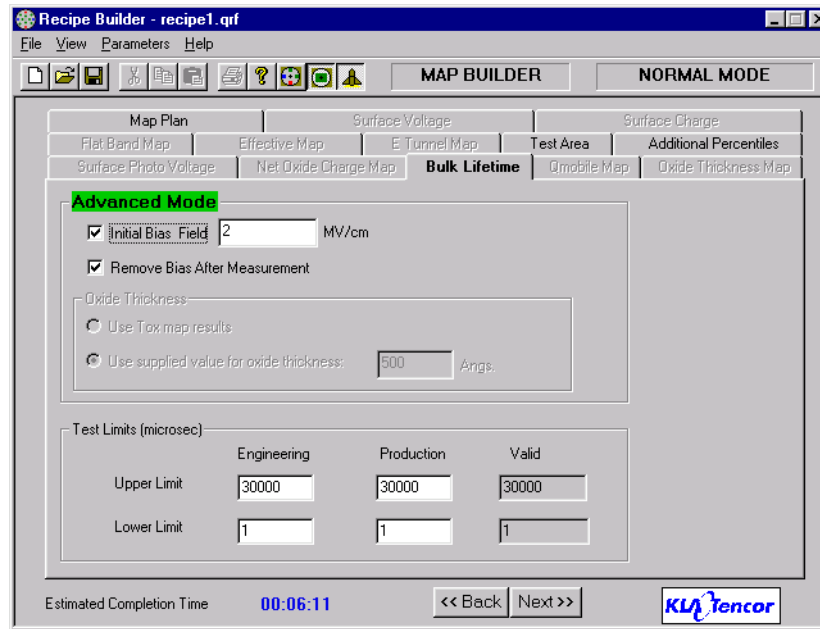 Recipe Builder - recipe1.qrf
File View Parameters Help
MAP BUILDER NORMAL MODE
Map Plan Surface Voltage Surface Charge
Flat Band Map Effective Map E Tunnel Map Test Area Additional Percentiles
Surface Photo Voltage Net Oxide Charge Map Bulk Lifetime Qmobile Map Oxide Thickness Map
Advanced Mode
Initial Bias Field 2 MV/cm
Remove Bias After Measurement
Oxide Thickness
Use Tox map results
Use supplied value for oxide thickness: 500 Angs.
Test Limits (microsec)
Engineering Production Valid
Upper Limit 30000 30000 30000
Lower Limit 1 1 1
Estimated Completion Time 00:06:11 << Back Next >> KLA Tencor